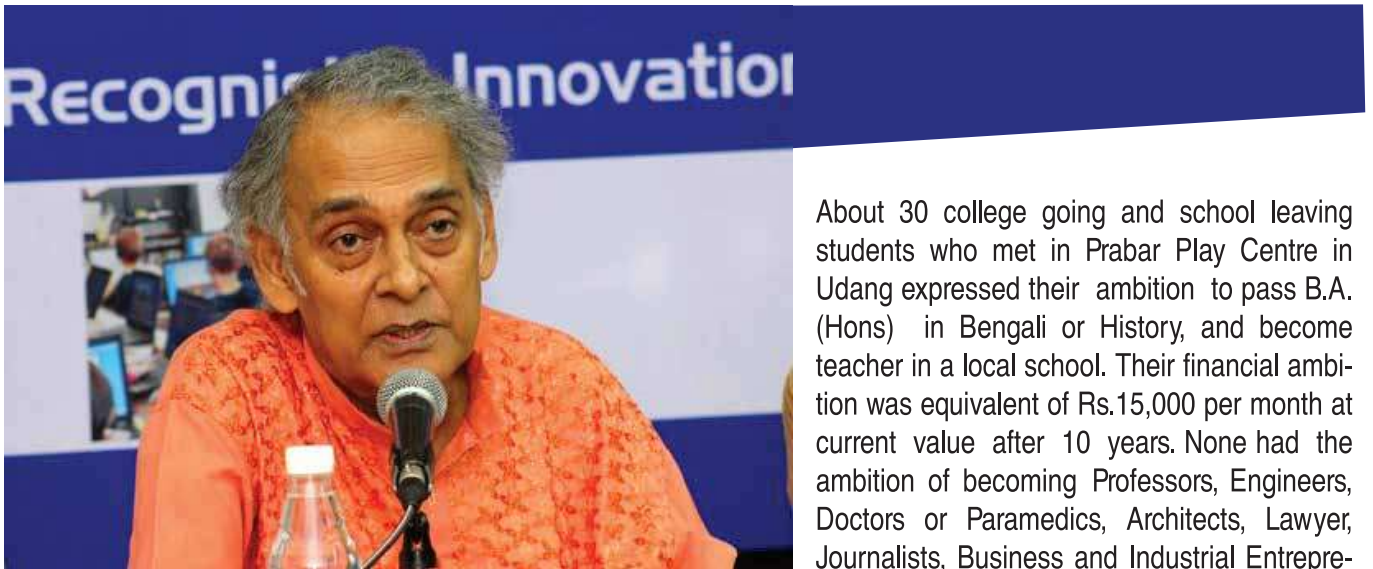 Recogni Innovatio
About 30 college going and school leaving
students who met in Prabar Play Centre in
Udang expressed their ambition to pass B.A.
(Hons) in Bengali or History, and become
teacher in a local school. Their financial ambi-
tion was equivalent of Rs.15,000 per month at
current value after 10 years. None had the
ambition of becoming Professors, Engineers,
Doctors or Paramedics, Architects, Lawyer,
Journalists, Business and Industrial Entrepre-